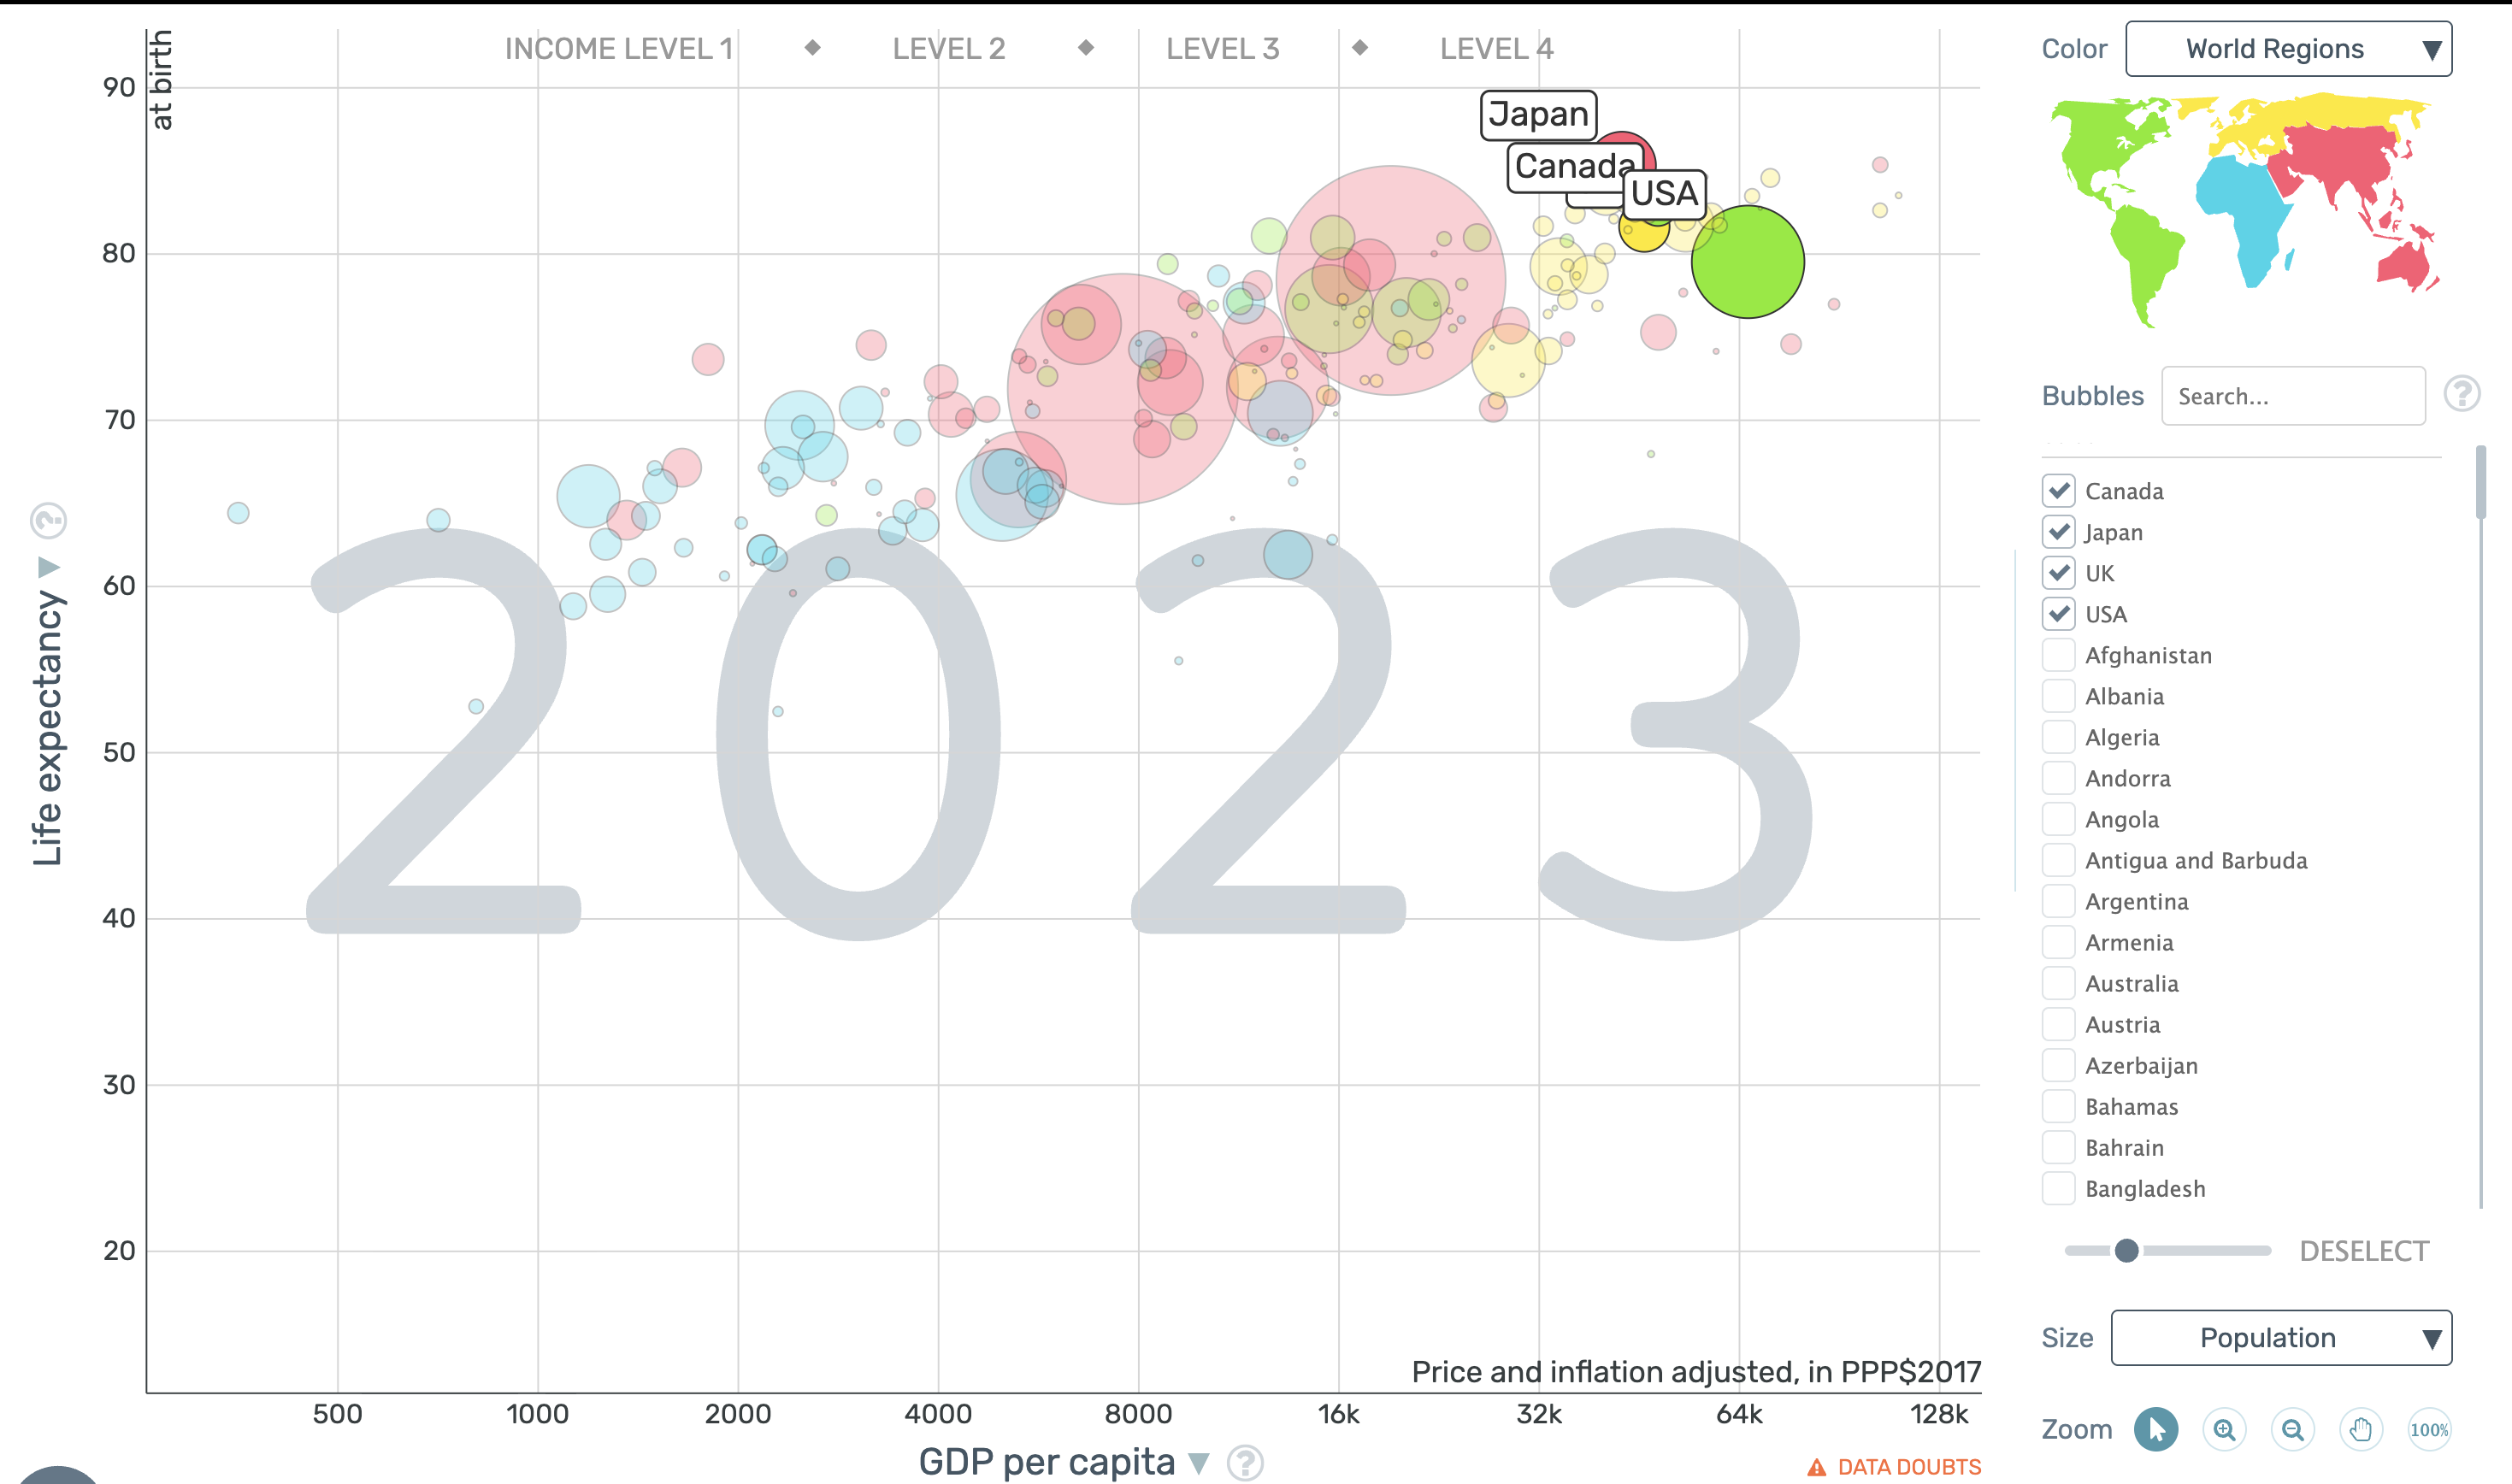 INCOME LEVEL 1 ◆ LEVEL 2 ◆ LEVEL 3 ◆ LEVEL 4
at birth
Life expectancy ▼ ?
90
80
70
60
50
40
30
20
Japan
Canada
USA
2023
Price and inflation adjusted, in PPP$2017
500 1000 2000 4000 8000 16k 32k 64k 128k
GDP per capita ▼ ?
DATA DOUBTS
Color World Regions ▼
Bubbles Search... ?
Canada
Japan
UK
USA
Afghanistan
Albania
Algeria
Andorra
Angola
Antigua and Barbuda
Argentina
Armenia
Australia
Austria
Azerbaijan
Bahamas
Bahrain
Bangladesh
DESELECT
Size Population ▼
Zoom 100%